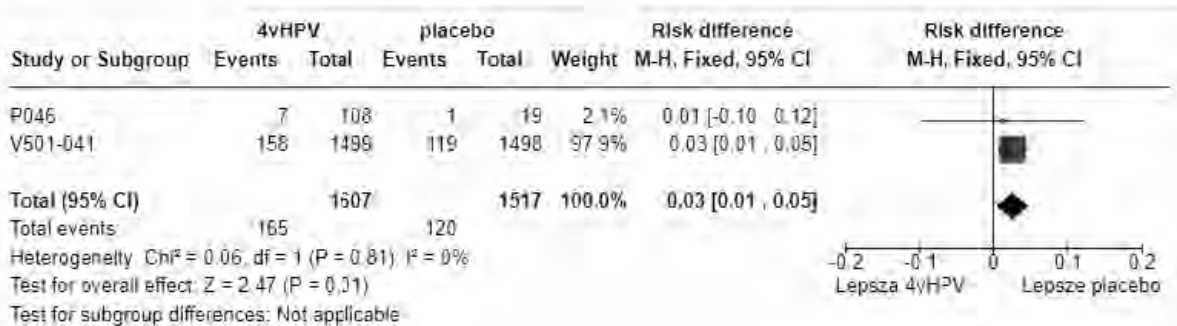 4vHPV placebo Risk difference Risk difference
Study or Subgroup Events Total Events Total Weight M-H, Fixed, 95% CI M-H, Fixed, 95% CI
P046 7 108 1 19 2.1% 0.01 [-0.10 , 0.12]
V501-041 158 1499 119 1498 97.9% 0.03 [0.01 , 0.05]
Total (95% CI) 1607 1517 100.0% 0.03 [0.01 , 0.05]
Total events 165 120
Heterogeneity: Chi² = 0.06, df = 1 (P = 0.81); I² = 0%
Test for overall effect: Z = 2.47 (P = 0.01)
Test for subgroup differences: Not applicable
-0.2 -0.1 0 0.1 0.2
Lepsza 4vHPV Lepsze placebo